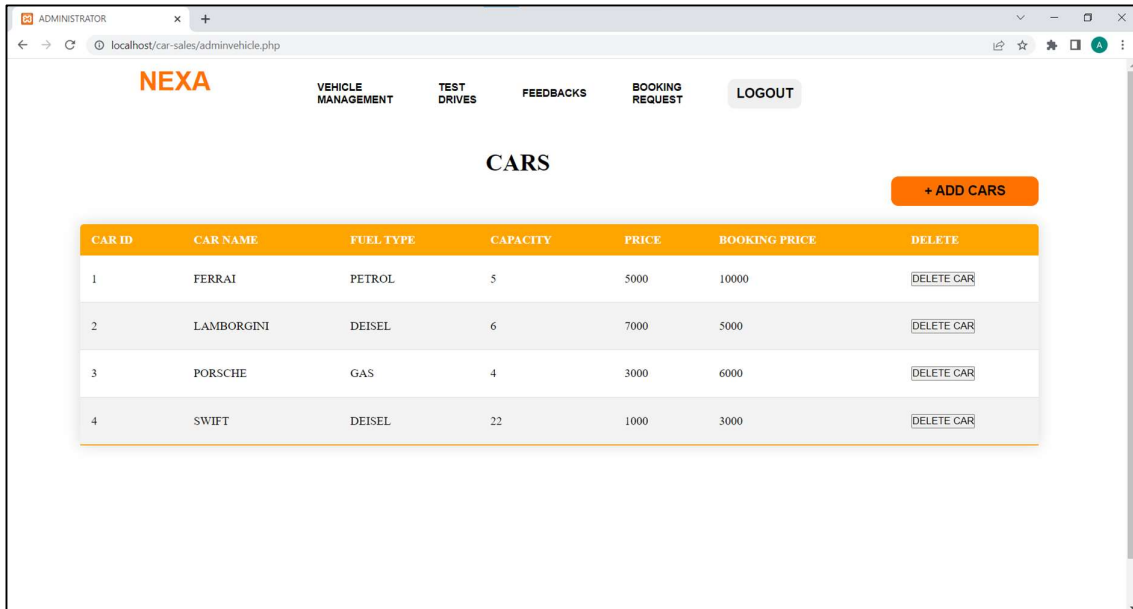 ADMINISTRATOR
localhost/car-sales/adminvehicle.php
A
NEXA
VEHICLE MANAGEMENT TEST DRIVES FEEDBACKS BOOKING REQUEST LOGOUT
CARS
+ ADD CARS
CAR ID CAR NAME FUEL TYPE CAPACITY PRICE BOOKING PRICE DELETE
1 FERRAI PETROL 5 5000 10000 DELETE CAR
2 LAMBORGINI DEISEL 6 7000 5000 DELETE CAR
3 PORSCHE GAS 4 3000 6000 DELETE CAR
4 SWIFT DEISEL 22 1000 3000 DELETE CAR